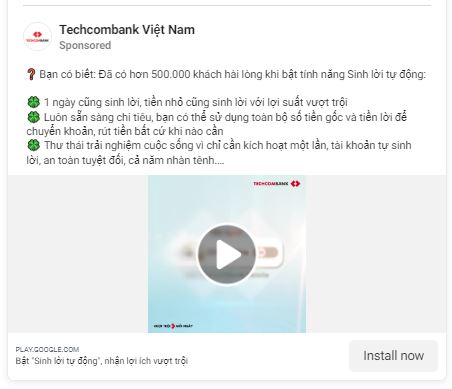 TECHCOMBANK
Techcombank Việt Nam
Sponsored
❓ Bạn có biết: Đã có hơn 500.000 khách hài lòng khi bật tính năng Sinh lời tự động:
🍀 1 ngày cũng sinh lời, tiền nhỏ cũng sinh lời với lợi suất vượt trội
🍀 Luôn sẵn sàng chi tiêu, bạn có thể sử dụng toàn bộ số tiền gốc và tiền lời để
chuyển khoản, rút tiền bất cứ khi nào cần
🍀 Thư thái trải nghiệm cuộc sống vì chỉ cần kích hoạt một lần, tài khoản tự sinh
lời, an toàn tuyệt đối, cả năm nhàn tênh....
TECHCOMBANK
VƯỢT TRỘI MỖI NGÀY
PLAY.GOOGLE.COM
Bật "Sinh lời tự động", nhận lợi ích vượt trội
Install now